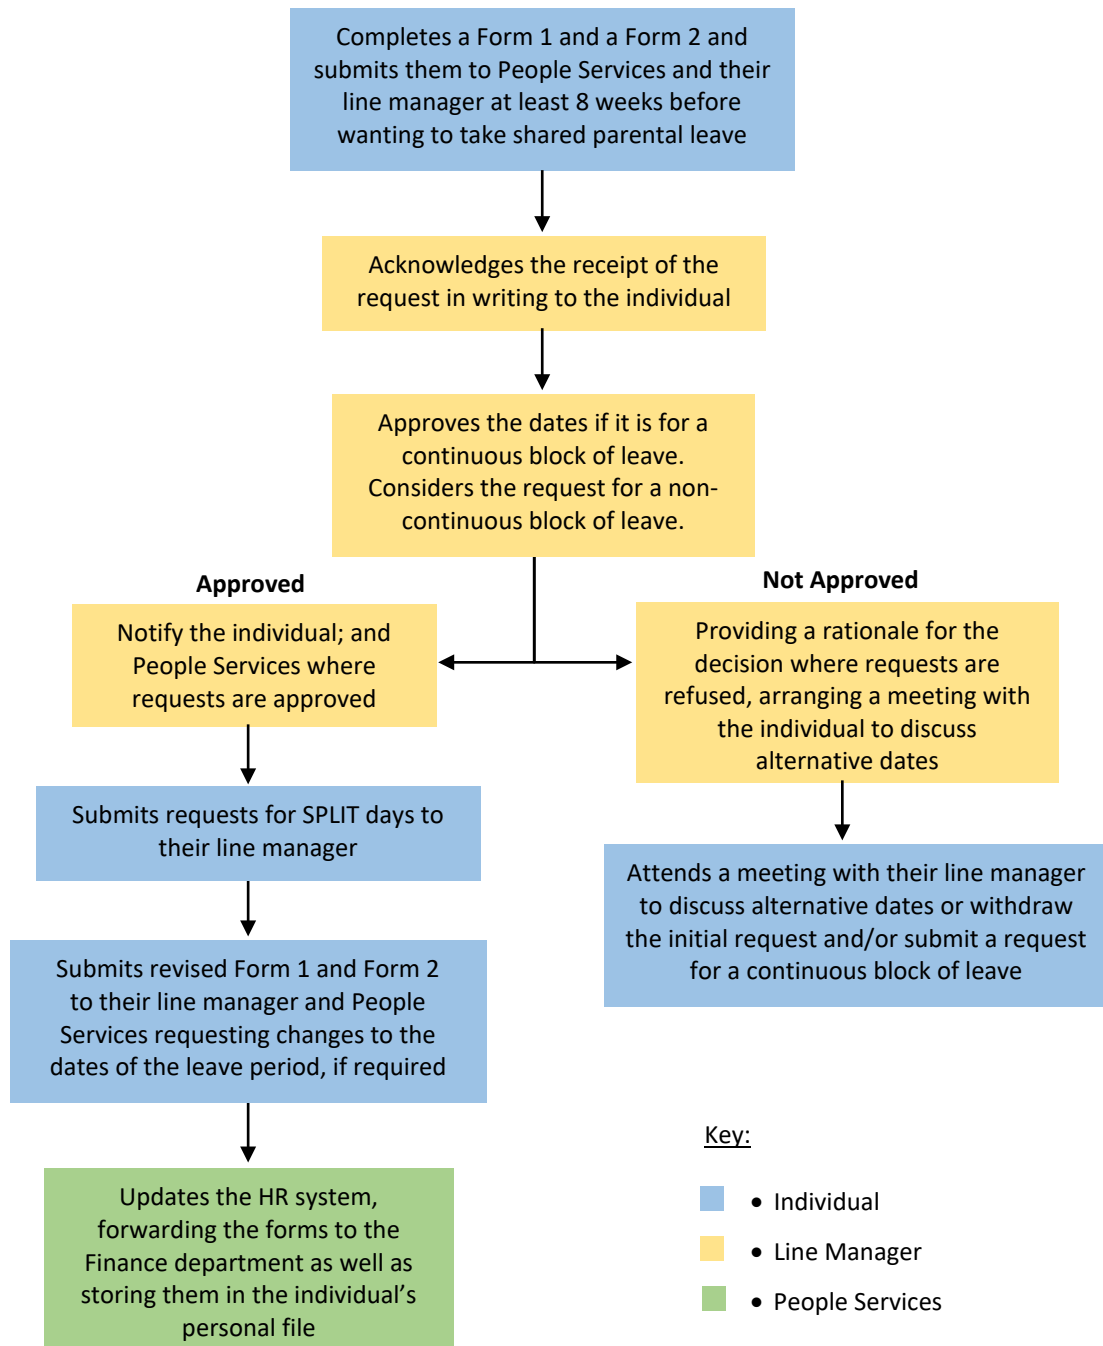 Completes a Form 1 and a Form 2 and
submits them to People Services and their
line manager at least 8 weeks before
wanting to take shared parental leave
Acknowledges the receipt of the
request in writing to the individual
Approves the dates if it is for a
continuous block of leave.
Considers the request for a non-
continuous block of leave.
Approved
Notify the individual; and
People Services where
requests are approved
Not Approved
Providing a rationale for the
decision where requests are
refused, arranging a meeting with
the individual to discuss
alternative dates
Submits requests for SPLIT days to
their line manager
Attends a meeting with their line manager
to discuss alternative dates or withdraw
the initial request and/or submit a request
for a continuous block of leave
Submits revised Form 1 and Form 2
to their line manager and People
Services requesting changes to the
dates of the leave period, if required
Updates the HR system,
forwarding the forms to the
Finance department as well as
storing them in the individual’s
personal file
Key:
• Individual
• Line Manager
• People Services